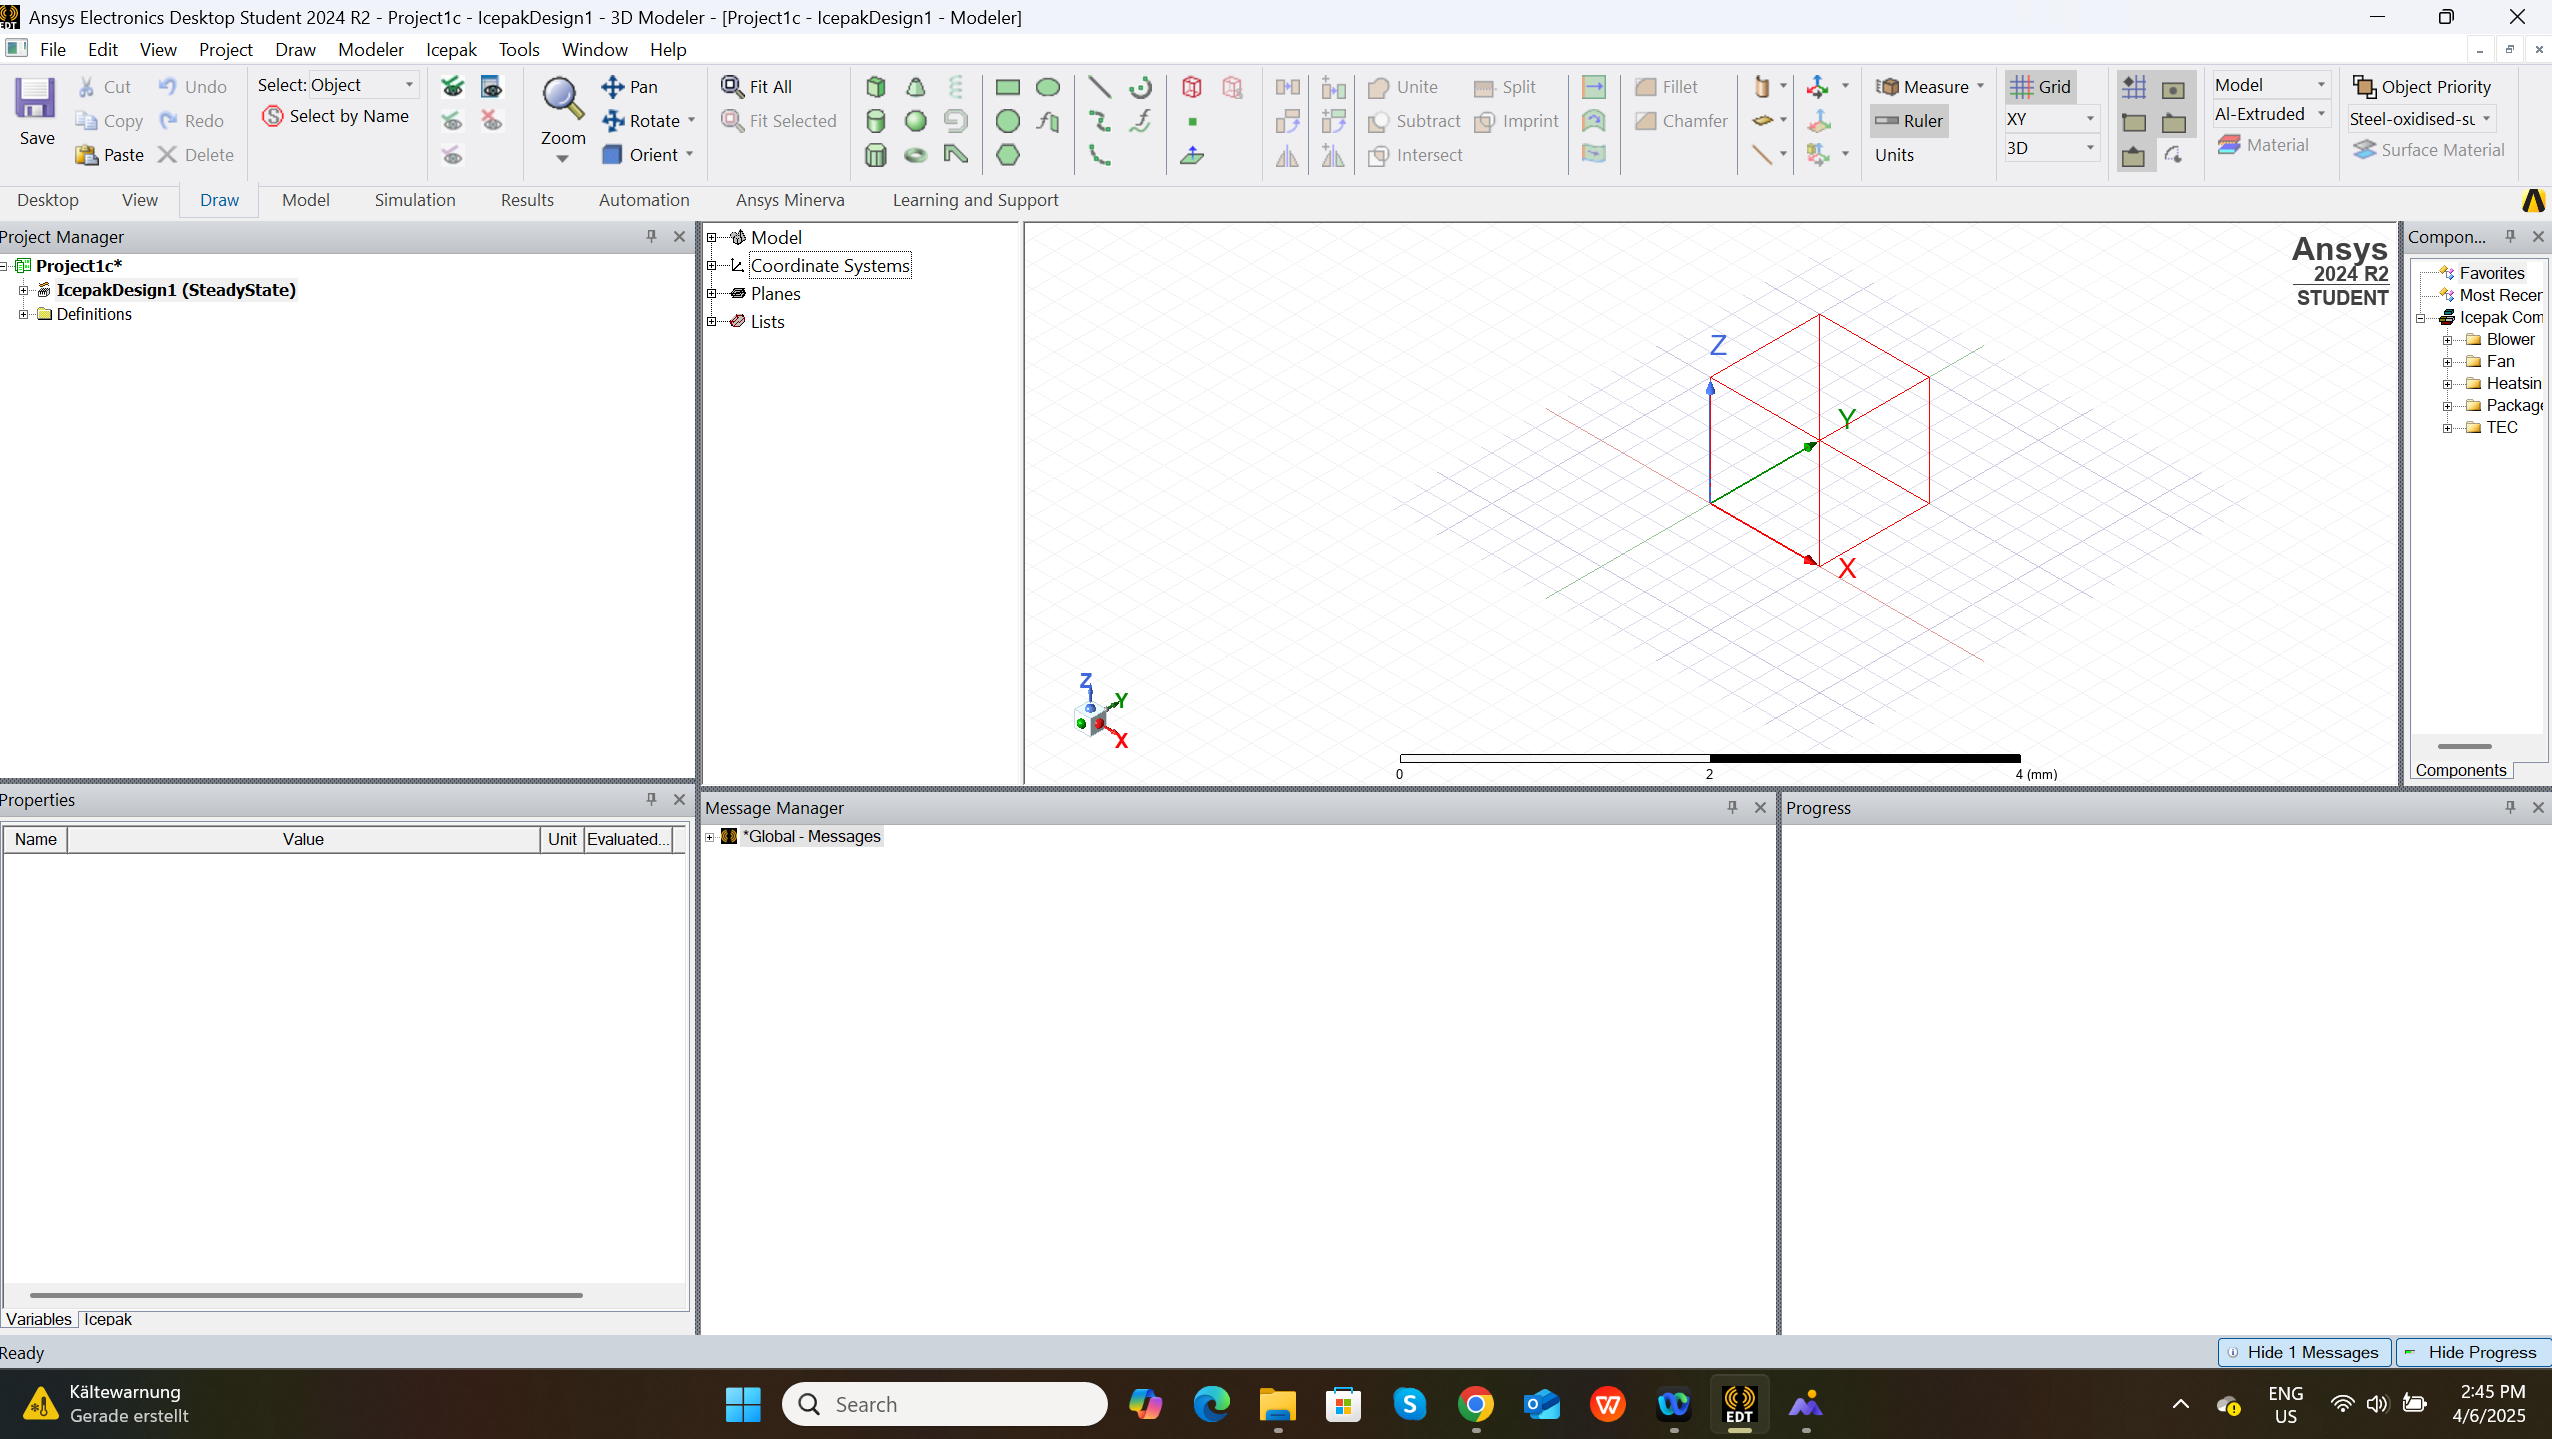 Ansys Electronics Desktop Student 2024 R2 - Project1c - IcepakDesign1 - 3D Modeler - [Project1c - IcepakDesign1 - Modeler]
File Edit View Project Draw Modeler Icepak Tools Window Help
Save
Cut
Copy
Paste
Undo
Redo
Delete
Select: Object
Select by Name
Zoom
Pan
Rotate
Orient
Fit All
Fit Selected
Unite
Subtract
Intersect
Split
Imprint
Fillet
Chamfer
Measure
Ruler
Units
Grid
XY
3D
Model
Al-Extruded
Material
Object Priority
Steel-oxidised-su
Surface Material
Desktop View Draw Model Simulation Results Automation Ansys Minerva Learning and Support
Project Manager
Project1c*
IcepakDesign1 (SteadyState)
Definitions
Model
Coordinate Systems
Planes
Lists
Ansys
2024 R2
STUDENT
Z
Y
X
Z
Y
X
0 2 4 (mm)
Compon...
Favorites
Most Recen
Icepak Com
Blower
Fan
Heatsin
Package
TEC
Components
Properties
Name Value Unit Evaluated...
Variables Icepak
Message Manager
*Global - Messages
Progress
Ready
Hide 1 Messages Hide Progress
Kältewarnung
Gerade erstellt
Search
EDT
ENG
US
2:45 PM
4/6/2025